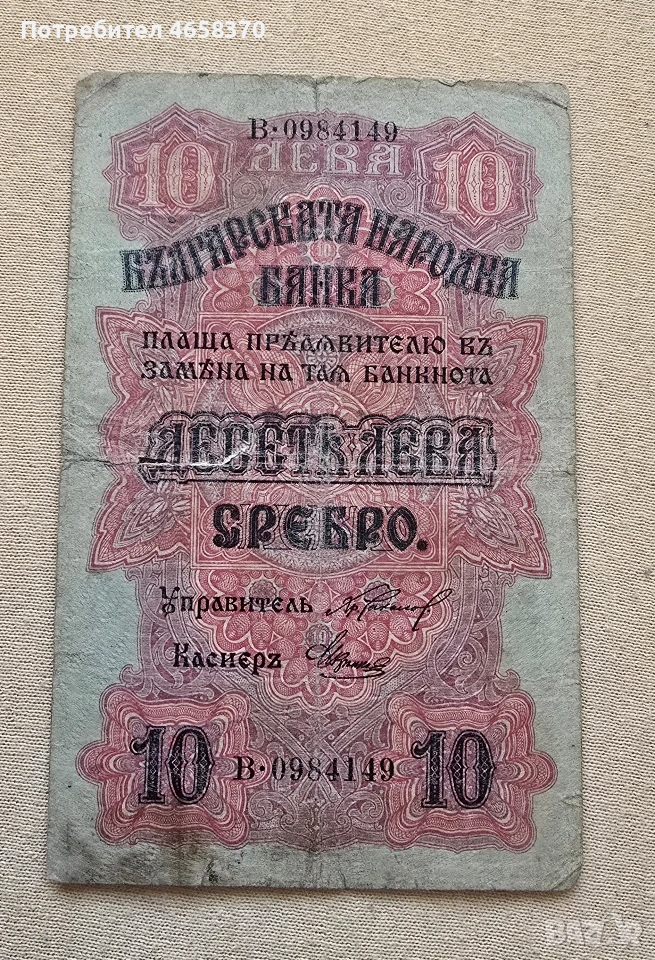 Потребител 4658370
В·0984149
10 ЛЕВА 10
БЪЛГАРСКАТА НАРОДНА
БАНКА
ПЛАЩА ПРѢДЯВИТЕЛЮ ВЪ
ЗАМѢНА НА ТАЯ БАНКНОТА
ДЕСЕТЬ ЛЕВА
СРЕБРО.
Управитель
Касиеръ
10 В·0984149 10
BAZAR